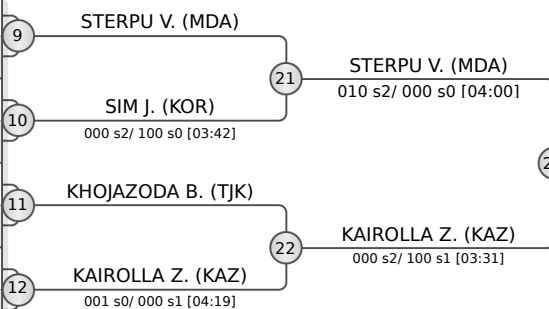 9
STERPU V. (MDA)
10
SIM J. (KOR)
000 s2/ 100 s0 [03:42]
21
STERPU V. (MDA)
010 s2/ 000 s0 [04:00]
11
KHOJAZODA B. (TJK)
12
KAIROLLA Z. (KAZ)
001 s0/ 000 s1 [04:19]
22
KAIROLLA Z. (KAZ)
000 s2/ 100 s1 [03:31]